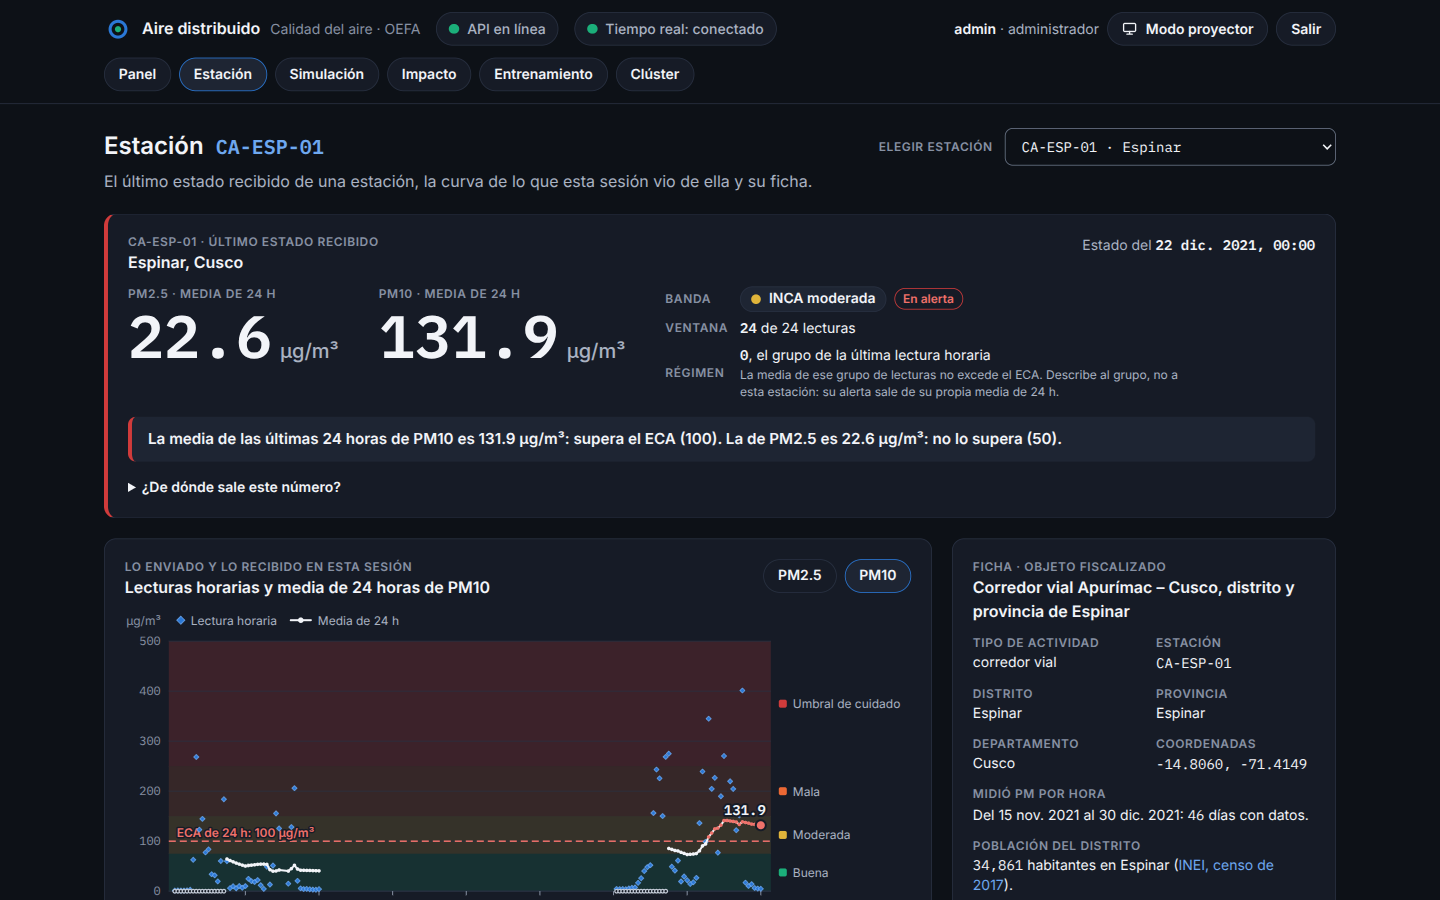 Aire distribuido Calidad del aire · OEFA API en línea Tiempo real: conectado admin · administrador Modo proyector Salir
Panel Estación Simulación Impacto Entrenamiento Clúster
Estación CA-ESP-01 ELEGIR ESTACIÓN CA-ESP-01 · Espinar
El último estado recibido de una estación, la curva de lo que esta sesión vio de ella y su ficha.
CA-ESP-01 · ÚLTIMO ESTADO RECIBIDO Estado del 22 dic. 2021, 00:00
Espinar, Cusco
PM2.5 · MEDIA DE 24 H PM10 · MEDIA DE 24 H
22.6 µg/m³ 131.9 µg/m³
BANDA INCA moderada En alerta
VENTANA 24 de 24 lecturas
RÉGIMEN 0, el grupo de la última lectura horaria
La media de ese grupo de lecturas no excede el ECA. Describe al grupo, no a
esta estación: su alerta sale de su propia media de 24 h.
La media de las últimas 24 horas de PM10 es 131.9 µg/m³: supera el ECA (100). La de PM2.5 es 22.6 µg/m³: no lo supera (50).
¿De dónde sale este número?
LO ENVIADO Y LO RECIBIDO EN ESTA SESIÓN
Lecturas horarias y media de 24 horas de PM10 PM2.5 PM10
µg/m³ Lectura horaria Media de 24 h
500
400
300
200
100
0
ECA de 24 h: 100 µg/m³
131.9
Umbral de cuidado
Mala
Moderada
Buena
FICHA · OBJETO FISCALIZADO
Corredor vial Apurímac – Cusco, distrito y
provincia de Espinar
TIPO DE ACTIVIDAD ESTACIÓN
corredor vial CA-ESP-01
DISTRITO PROVINCIA
Espinar Espinar
DEPARTAMENTO COORDENADAS
Cusco -14.8060, -71.4149
MIDIÓ PM POR HORA
Del 15 nov. 2021 al 30 dic. 2021: 46 días con datos.
POBLACIÓN DEL DISTRITO
34,861 habitantes en Espinar (INEI, censo de
2017).